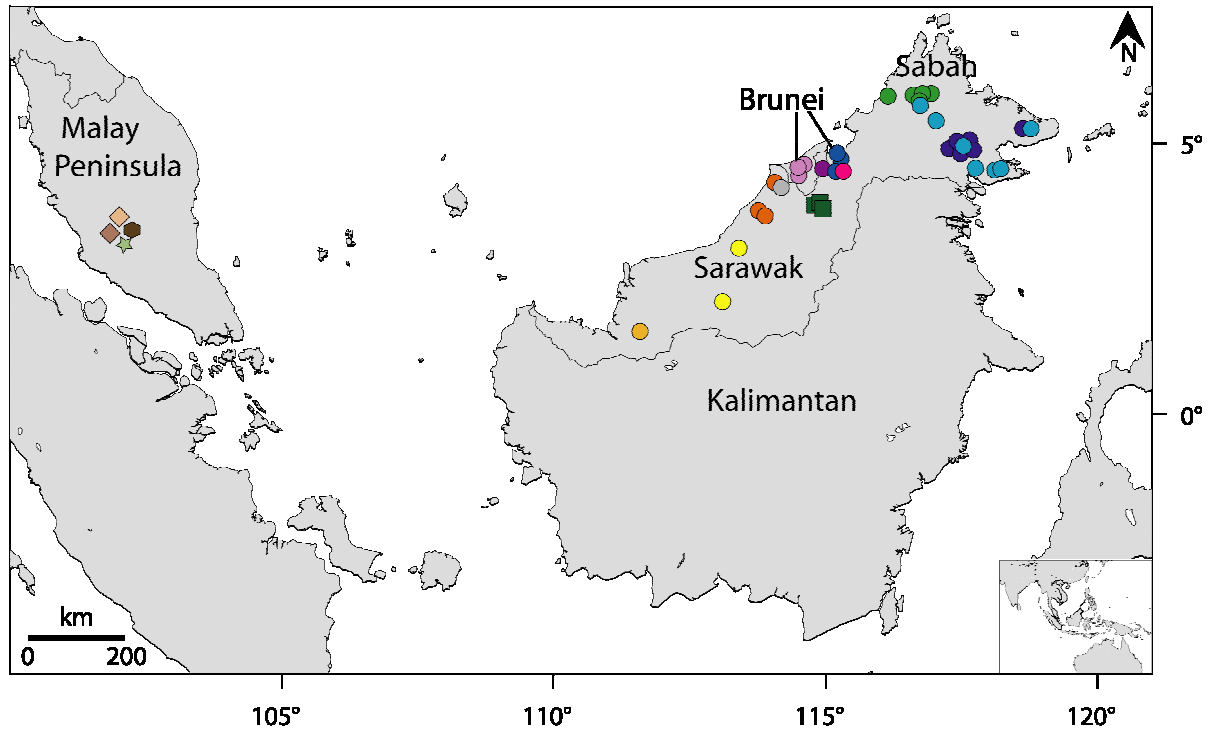 N
Sabah
Brunei
Malay
Peninsula
5°
Sarawak
Kalimantan
0°
km
0 200
105° 110° 115° 120°